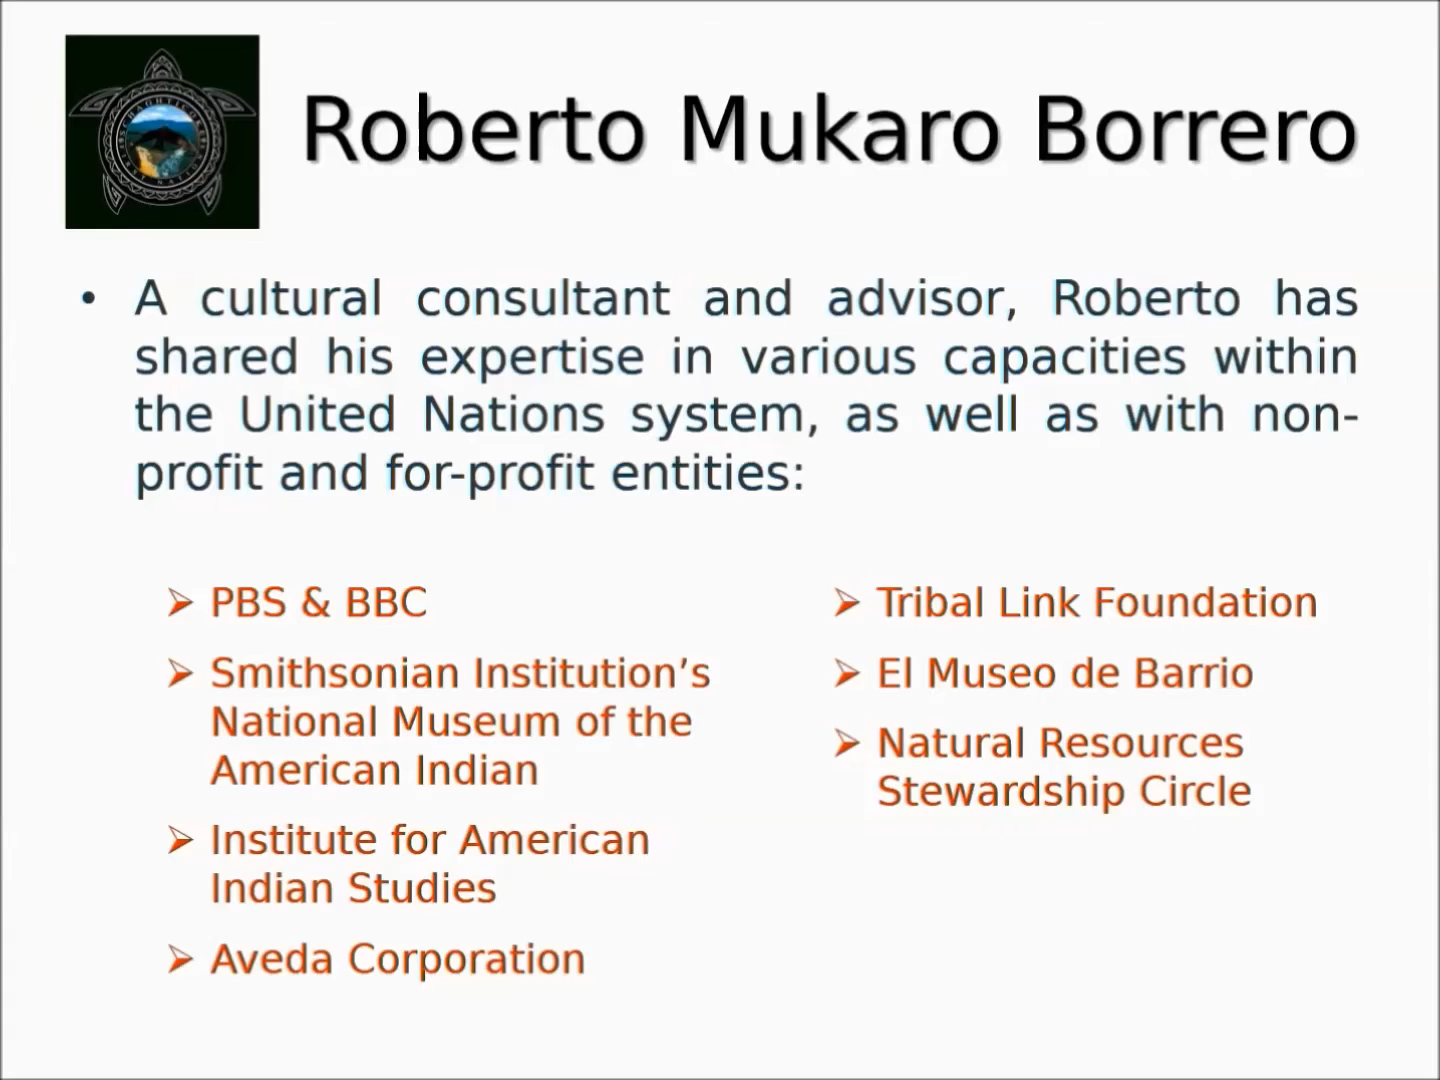 SCHAGHTICOKE
FIRST NATIONS
Roberto Mukaro Borrero
• A cultural consultant and advisor, Roberto has
shared his expertise in various capacities within
the United Nations system, as well as with non-
profit and for-profit entities:
➢ PBS & BBC
➢ Smithsonian Institution’s
National Museum of the
American Indian
➢ Institute for American
Indian Studies
➢ Aveda Corporation
➢ Tribal Link Foundation
➢ El Museo de Barrio
➢ Natural Resources
Stewardship Circle